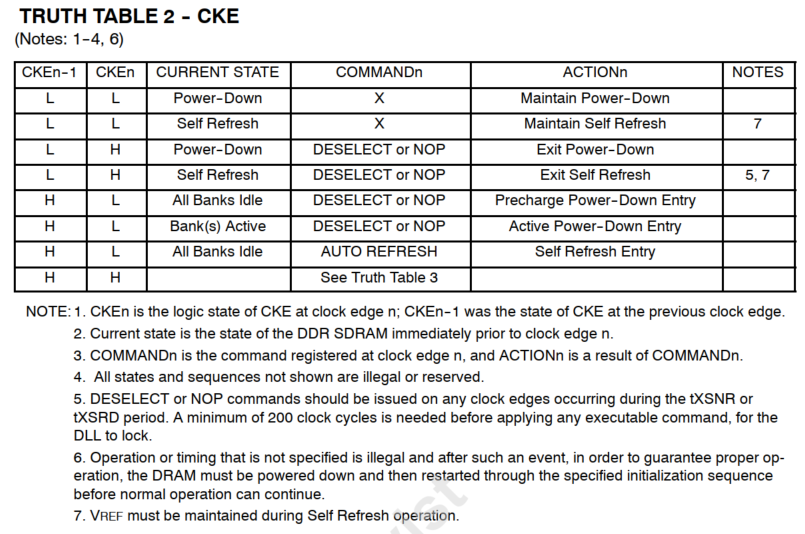 TRUTH TABLE 2 - CKE
(Notes: 1-4, 6)
CKEn-1 CKEn CURRENT STATE COMMANDn ACTIONn NOTES
L L Power-Down X Maintain Power-Down
L L Self Refresh X Maintain Self Refresh 7
L H Power-Down DESELECT or NOP Exit Power-Down
L H Self Refresh DESELECT or NOP Exit Self Refresh 5, 7
H L All Banks Idle DESELECT or NOP Precharge Power-Down Entry
H L Bank(s) Active DESELECT or NOP Active Power-Down Entry
H L All Banks Idle AUTO REFRESH Self Refresh Entry
H H See Truth Table 3
NOTE: 1. CKEn is the logic state of CKE at clock edge n; CKEn-1 was the state of CKE at the previous clock edge.
2. Current state is the state of the DDR SDRAM immediately prior to clock edge n.
3. COMMANDn is the command registered at clock edge n, and ACTIONn is a result of COMMANDn.
4. All states and sequences not shown are illegal or reserved.
5. DESELECT or NOP commands should be issued on any clock edges occurring during the tXSNR or
tXSRD period. A minimum of 200 clock cycles is needed before applying any executable command, for the
DLL to lock.
6. Operation or timing that is not specified is illegal and after such an event, in order to guarantee proper op-
eration, the DRAM must be powered down and then restarted through the specified initialization sequence
before normal operation can continue.
7. VREF must be maintained during Self Refresh operation.